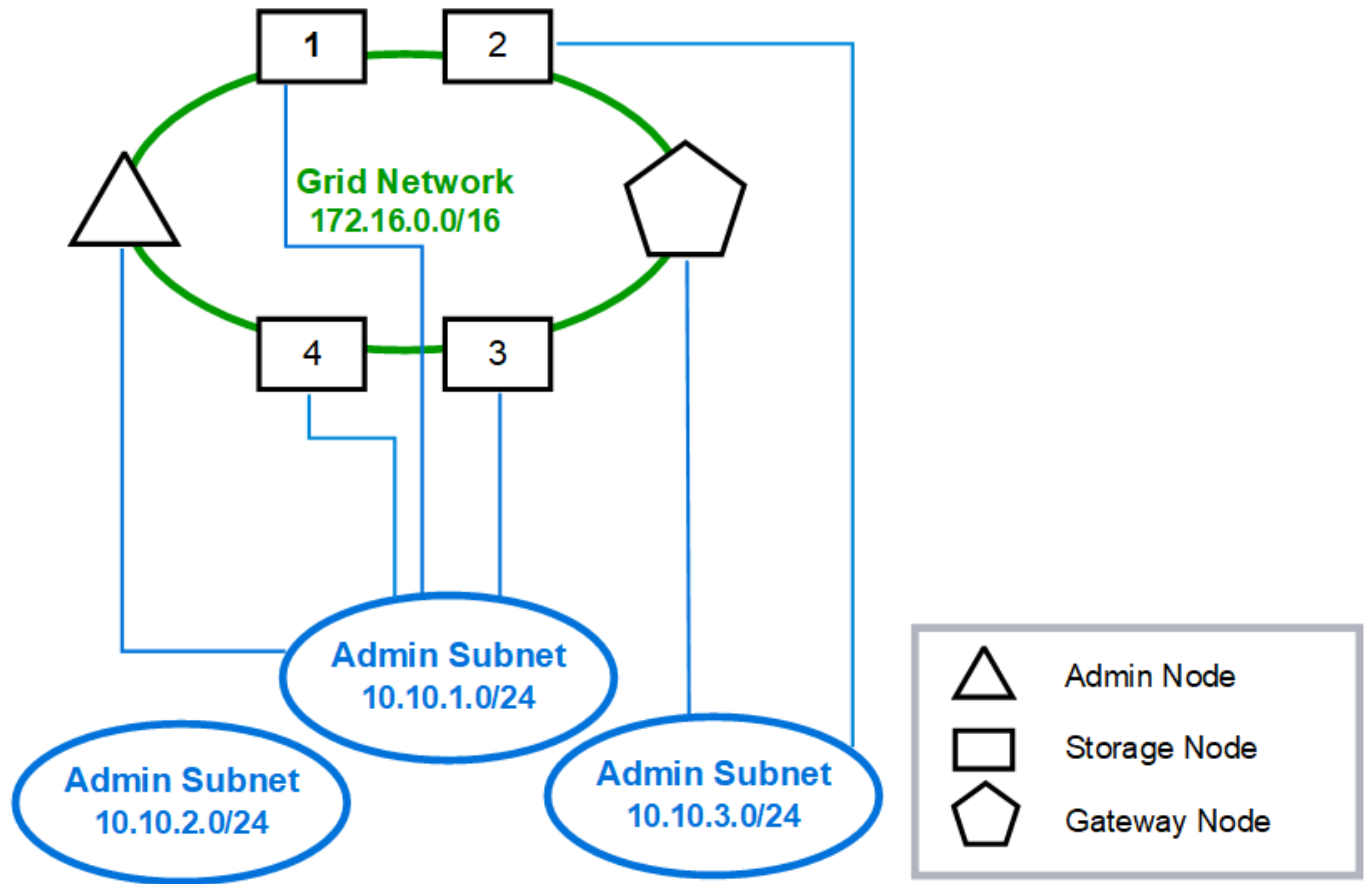 1
2
Grid Network
172.16.0.0/16
4
3
Admin Subnet
10.10.1.0/24
Admin Subnet
10.10.2.0/24
Admin Subnet
10.10.3.0/24
Admin Node
Storage Node
Gateway Node